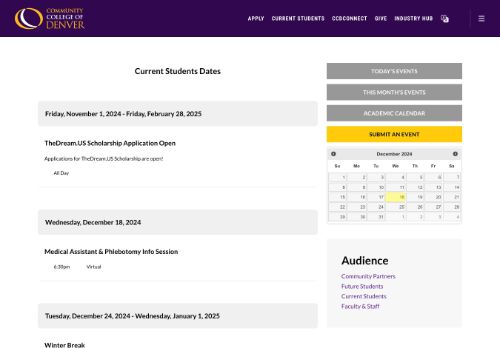 COMMUNITY
COLLEGE OF
DENVER
APPLY CURRENT STUDENTS CCDCONNECT GIVE INDUSTRY HUB
Current Students Dates
Friday, November 1, 2024 - Friday, February 28, 2025
TheDream.US Scholarship Application Open
Applications for TheDream.US Scholarship are open!
All Day
Wednesday, December 18, 2024
Medical Assistant & Phlebotomy Info Session
6:30pm Virtual
Tuesday, December 24, 2024 - Wednesday, January 1, 2025
Winter Break
TODAY'S EVENTS
THIS MONTH'S EVENTS
ACADEMIC CALENDAR
SUBMIT AN EVENT
December 2024
Su Mo Tu We Th Fr Sa
1 2 3 4 5 6 7
8 9 10 11 12 13 14
15 16 17 18 19 20 21
22 23 24 25 26 27 28
29 30 31 1 2 3 4
Audience
Community Partners
Future Students
Current Students
Faculty & Staff